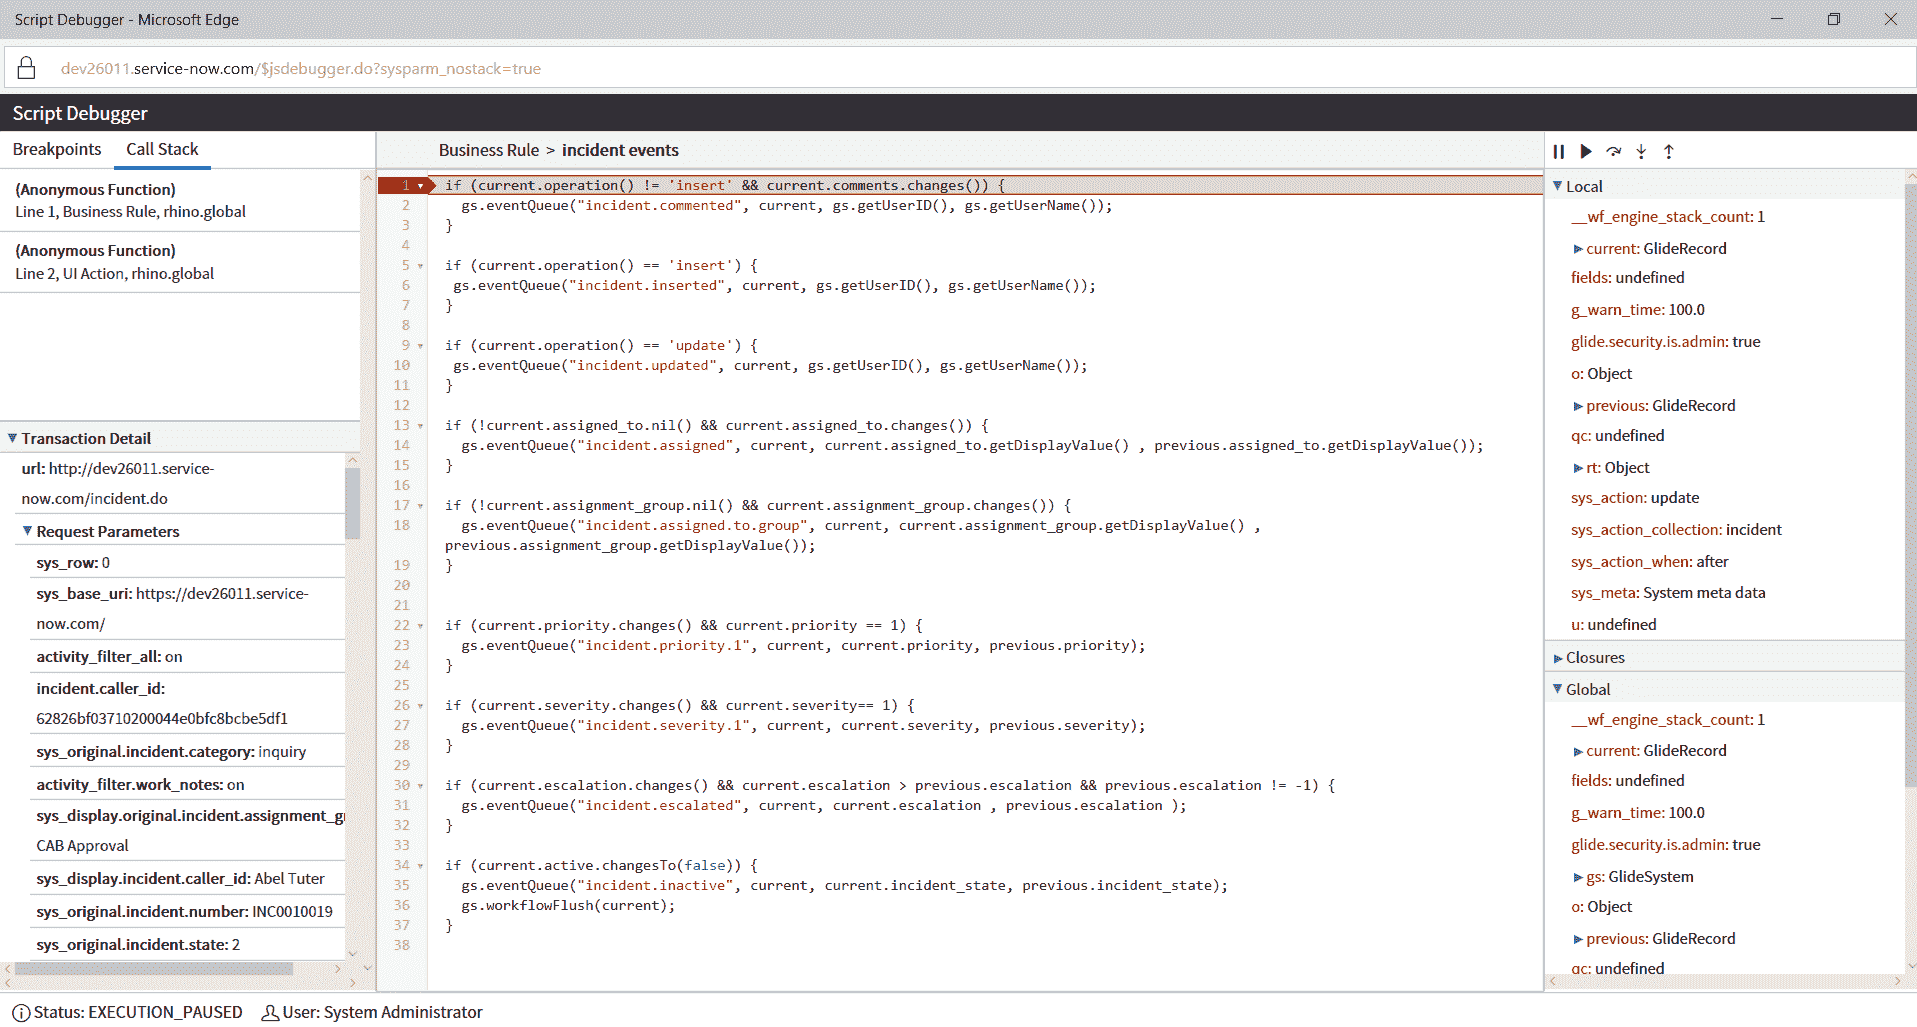 Script Debugger - Microsoft Edge
dev26011.service-now.com/$jsdebugger.do?sysparm_nostack=true
Script Debugger
Breakpoints
Call Stack
(Anonymous Function)
Line 1, Business Rule, rhino.global
(Anonymous Function)
Line 2, UI Action, rhino.global
Transaction Detail
url: http://dev26011.service-
now.com/incident.do
Request Parameters
sys_row: 0
sys_base_uri: https://dev26011.service-
now.com/
activity_filter_all: on
incident.caller_id:
62826bf03710200044e0bfc8bcbe5df1
sys_original.incident.category: inquiry
activity_filter.work_notes: on
sys_display.original.incident.assignment_g
CAB Approval
sys_display.incident.caller_id: Abel Tuter
sys_original.incident.number: INC0010019
sys_original.incident.state: 2
Business Rule > incident events
1 if (current.operation() != 'insert' && current.comments.changes()) {
2 gs.eventQueue("incident.commented", current, gs.getUserID(), gs.getUserName());
3 }
4
5 if (current.operation() == 'insert') {
6 gs.eventQueue("incident.inserted", current, gs.getUserID(), gs.getUserName());
7 }
8
9 if (current.operation() == 'update') {
10 gs.eventQueue("incident.updated", current, gs.getUserID(), gs.getUserName());
11 }
12
13 if (!current.assigned_to.nil() && current.assigned_to.changes()) {
14 gs.eventQueue("incident.assigned", current, current.assigned_to.getDisplayValue() , previous.assigned_to.getDisplayValue());
15 }
16
17 if (!current.assignment_group.nil() && current.assignment_group.changes()) {
18 gs.eventQueue("incident.assigned.to.group", current, current.assignment_group.getDisplayValue() ,
previous.assignment_group.getDisplayValue());
19 }
20
21
22 if (current.priority.changes() && current.priority == 1) {
23 gs.eventQueue("incident.priority.1", current, current.priority, previous.priority);
24 }
25
26 if (current.severity.changes() && current.severity== 1) {
27 gs.eventQueue("incident.severity.1", current, current.severity, previous.severity);
28 }
29
30 if (current.escalation.changes() && current.escalation > previous.escalation && previous.escalation != -1) {
31 gs.eventQueue("incident.escalated", current, current.escalation , previous.escalation );
32 }
33
34 if (current.active.changesTo(false)) {
35 gs.eventQueue("incident.inactive", current, current.incident_state, previous.incident_state);
36 gs.workflowFlush(current);
37 }
38
Local
__wf_engine_stack_count: 1
current: GlideRecord
fields: undefined
g_warn_time: 100.0
glide.security.is.admin: true
o: Object
previous: GlideRecord
qc: undefined
rt: Object
sys_action: update
sys_action_collection: incident
sys_action_when: after
sys_meta: System meta data
u: undefined
Closures
Global
__wf_engine_stack_count: 1
current: GlideRecord
fields: undefined
g_warn_time: 100.0
glide.security.is.admin: true
gs: GlideSystem
o: Object
previous: GlideRecord
qc: undefined
Status: EXECUTION_PAUSED
User: System Administrator